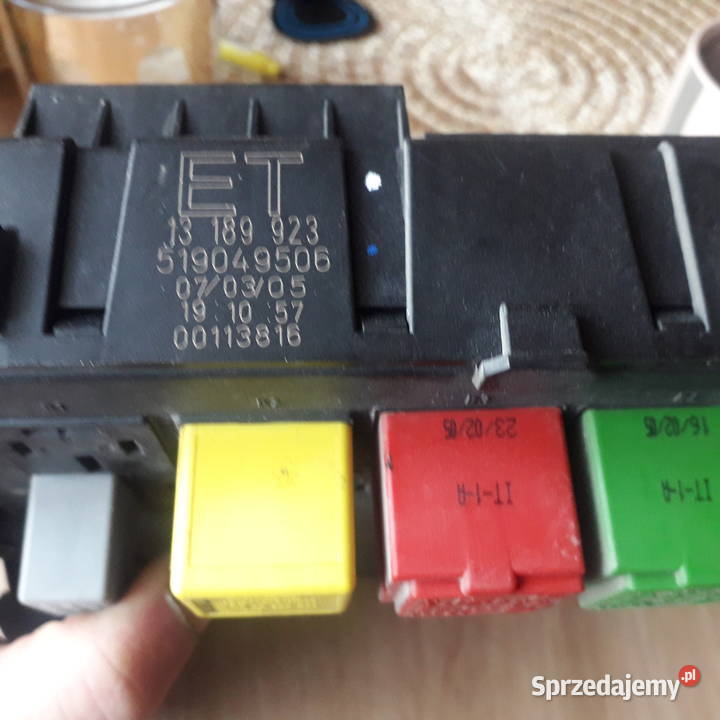 ET
13 189 923
519049506
07/03/05
19 10 57
00113816
23/02/05
IT-1-A
16/02/05
IT-1-A
Sprzedajemy.pl